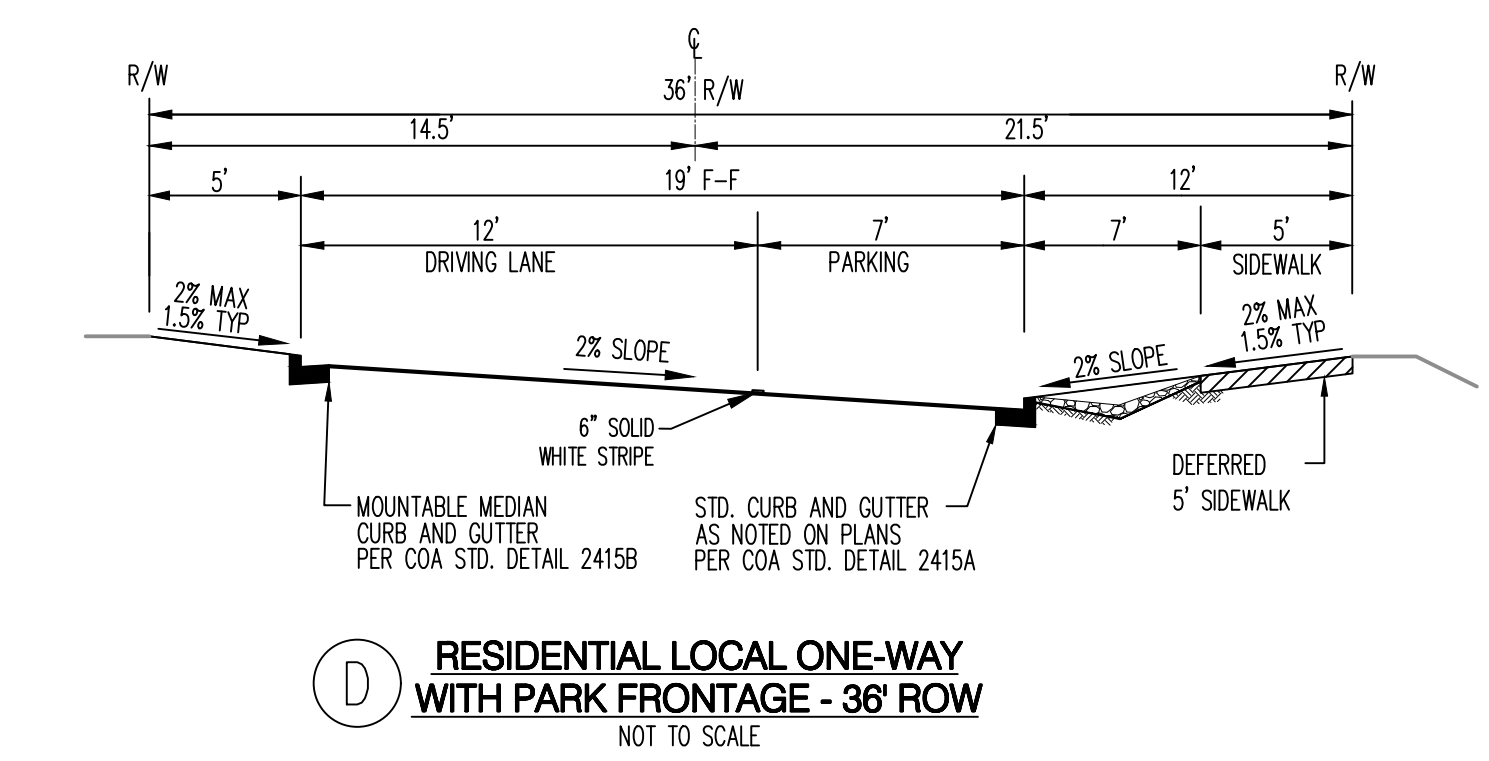 ℄
R/W
R/W
36' R/W
14.5'
21.5'
5'
19' F-F
12'
12'
7'
7'
5'
DRIVING LANE
PARKING
SIDEWALK
2% MAX
1.5% TYP
2% SLOPE
2% SLOPE
2% MAX
1.5% TYP
6" SOLID
WHITE STRIPE
DEFERRED
5' SIDEWALK
MOUNTABLE MEDIAN
CURB AND GUTTER
PER COA STD. DETAIL 2415B
STD. CURB AND GUTTER
AS NOTED ON PLANS
PER COA STD. DETAIL 2415A
D
RESIDENTIAL LOCAL ONE-WAY
WITH PARK FRONTAGE - 36' ROW
NOT TO SCALE